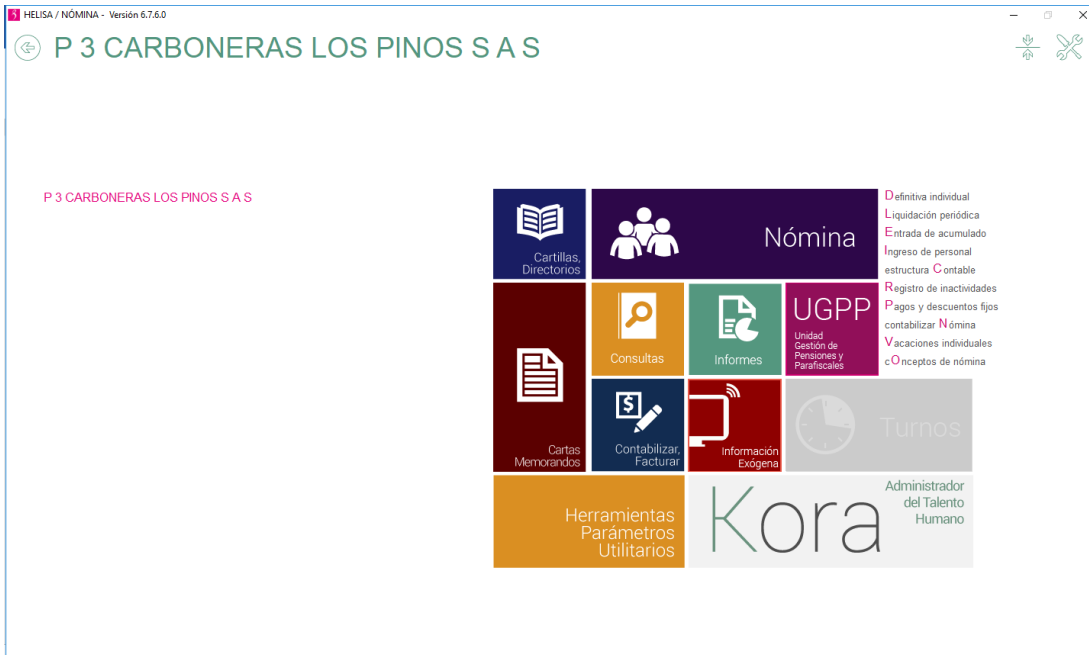 HELISA / NÓMINA - Versión 6.7.6.0
P 3 CARBONERAS LOS PINOS S A S
P 3 CARBONERAS LOS PINOS S A S
Cartillas,
Directorios
Nómina
Definitiva individual
Liquidación periódica
Entrada de acumulado
Ingreso de personal
estructura Contable
Registro de inactividades
Pagos y descuentos fijos
contabilizar Nómina
Vacaciones individuales
cOnceptos de nómina
Cartas
Memorandos
Consultas
Informes
UGPP
Unidad
Gestión de
Pensiones y
Parafiscales
Contabilizar,
Facturar
Información
Exógena
Turnos
Herramientas
Parámetros
Utilitarios
Kora
Administrador
del Talento
Humano